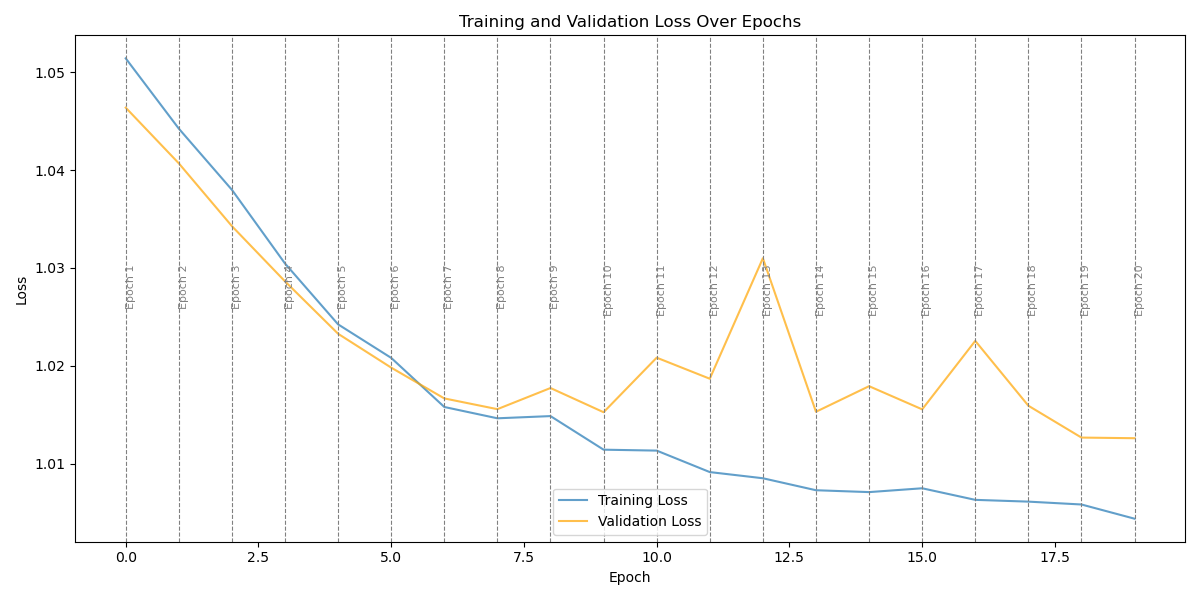 Training and Validation Loss Over Epochs
Loss
1.05
1.04
1.03
1.02
1.01
Epoch 1
Epoch 2
Epoch 3
Epoch 4
Epoch 5
Epoch 6
Epoch 7
Epoch 8
Epoch 9
Epoch 10
Epoch 11
Epoch 12
Epoch 13
Epoch 14
Epoch 15
Epoch 16
Epoch 17
Epoch 18
Epoch 19
Epoch 20
Training Loss
Validation Loss
0.0 2.5 5.0 7.5 10.0 12.5 15.0 17.5
Epoch